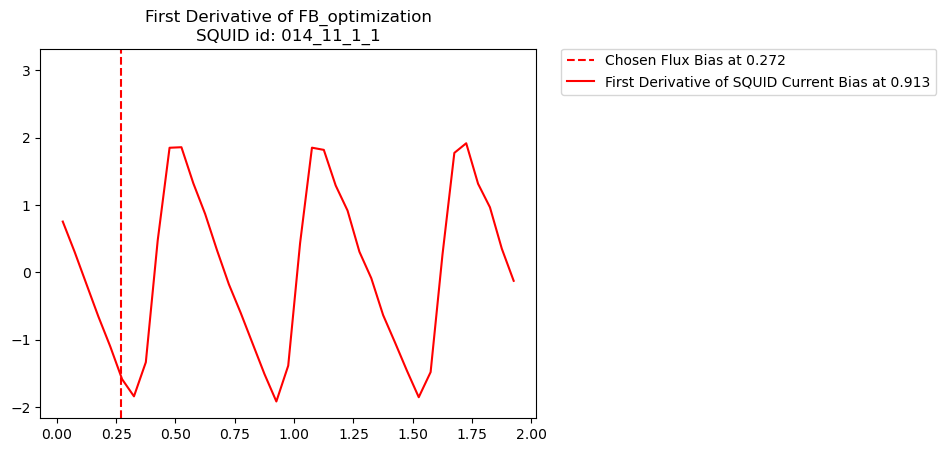 First Derivative of FB_optimization
SQUID id: 014_11_1_1
Chosen Flux Bias at 0.272
First Derivative of SQUID Current Bias at 0.913
3
2
1
0
−1
−2
0.00 0.25 0.50 0.75 1.00 1.25 1.50 1.75 2.00